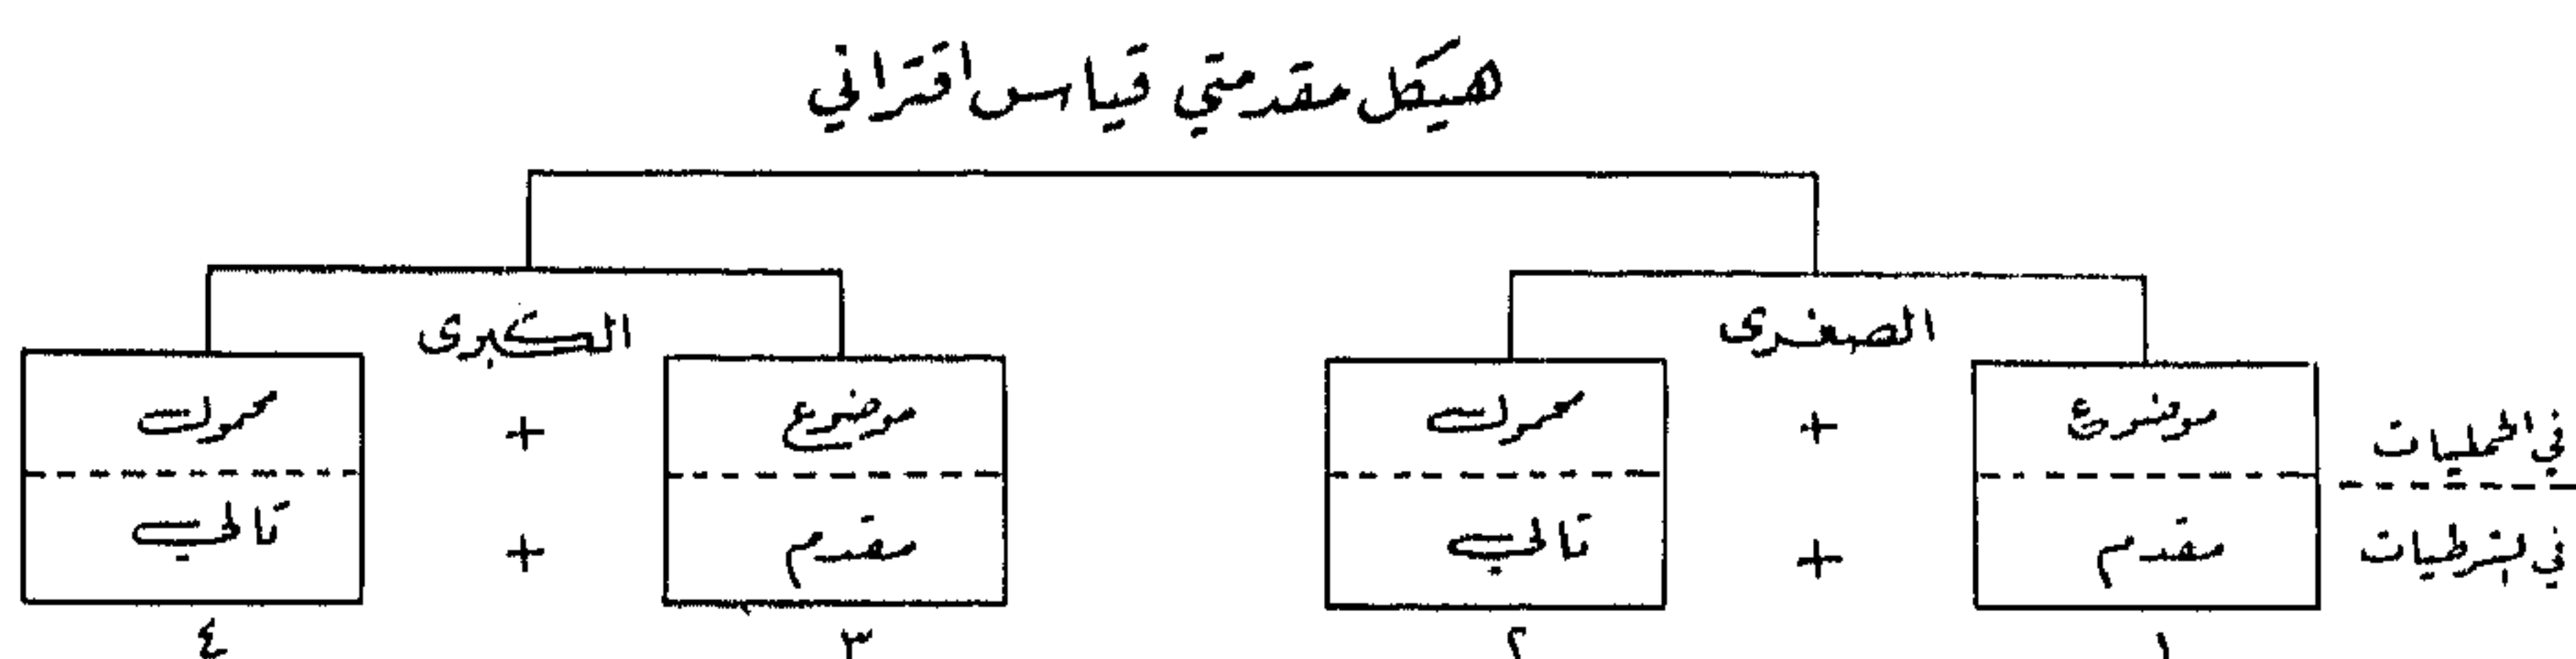 هيكل مقدمتي قياس اقتراني
الصغرى الكبرى
في الحمليات موضوع + محمول موضوع + محمول
في الشرطيات مقدم + تالي مقدم + تالي
١ ٢ ٣ ٤